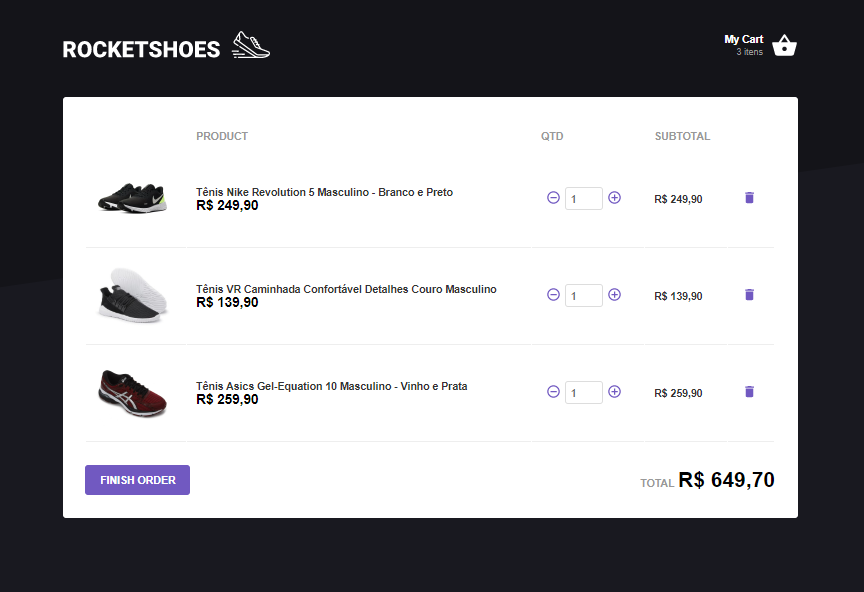 ROCKETSHOES
My Cart
3 itens
PRODUCT QTD SUBTOTAL
Tênis Nike Revolution 5 Masculino - Branco e Preto
R$ 249,90
1
R$ 249,90
Tênis VR Caminhada Confortável Detalhes Couro Masculino
R$ 139,90
1
R$ 139,90
Tênis Asics Gel-Equation 10 Masculino - Vinho e Prata
R$ 259,90
1
R$ 259,90
FINISH ORDER
TOTAL R$ 649,70